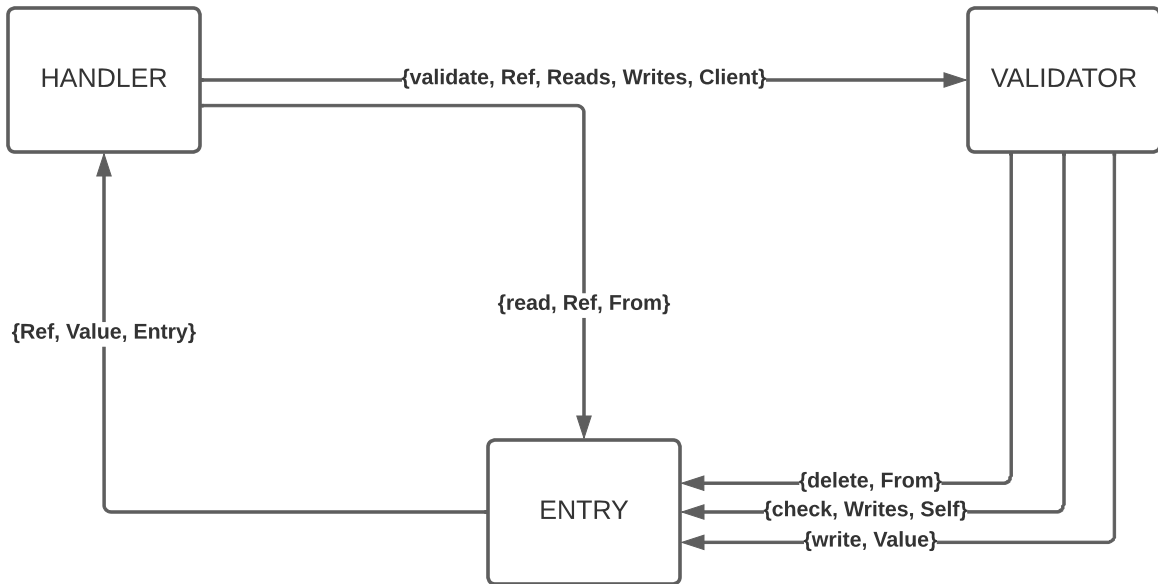 HANDLER
{validate, Ref, Reads, Writes, Client}
VALIDATOR
{read, Ref, From}
{Ref, Value, Entry}
{delete, From}
ENTRY
{check, Writes, Self}
{write, Value}